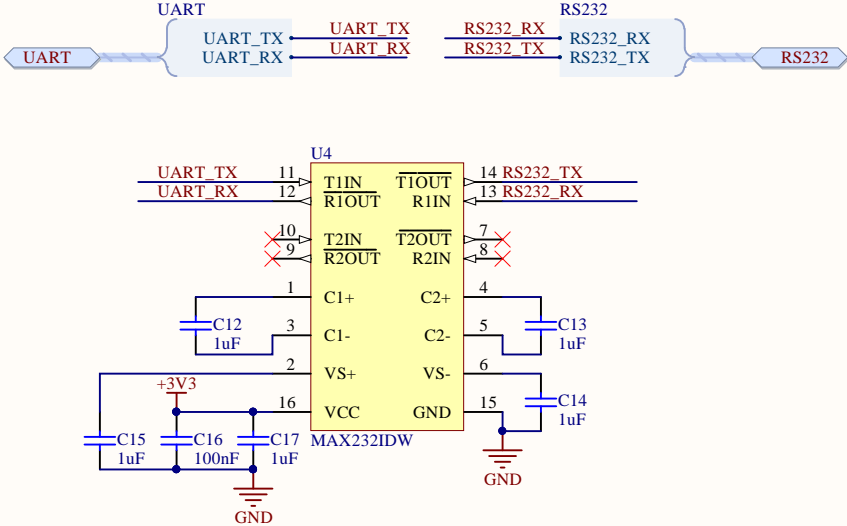 UART
RS232
UART_TX
UART_TX
RS232_RX
RS232_RX
UART_RX
UART_RX
RS232_TX
RS232_TX
UART
RS232
U4
UART_TX
11
T1IN
T1OUT
14
RS232_TX
UART_RX
12
R1OUT
R1IN
13
RS232_RX
10
T2IN
T2OUT
7
9
R2OUT
R2IN
8
1
C1+
C2+
4
C12
1uF
3
C1-
C2-
5
C13
1uF
2
VS+
VS-
6
+3V3
16
VCC
GND
15
C14
1uF
C15
1uF
C16
100nF
C17
1uF
MAX232IDW
GND
GND